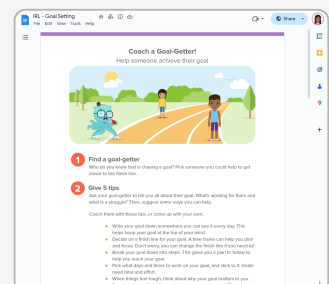 IRL - Goal Setting
File Edit View Tools Help
Share
Coach a Goal-Getter!
Help someone achieve their goal
1 Find a goal-getter
Who do you know that is chasing a goal? Pick someone you could help to get
closer to the finish line.
2 Give 5 tips
Ask your goal-getter to tell you all about their goal. What's working for them and
what is a struggle? Then, suggest some ways you can help.
Coach them with these tips, or come up with your own:
Write your goal down somewhere you can see it every day. This
helps keep your goal at the top of your mind.
Decide on a finish line for your goal. A time frame can help you plan
and focus. Don't worry, you can change the finish line if you need to!
Break your goal down into steps. This gives you a plan to follow to
help you reach your goal.
Pick what days and times to work on your goal, and stick to it. Goals
need time and effort.
When things feel tough, think about why your goal matters to you.